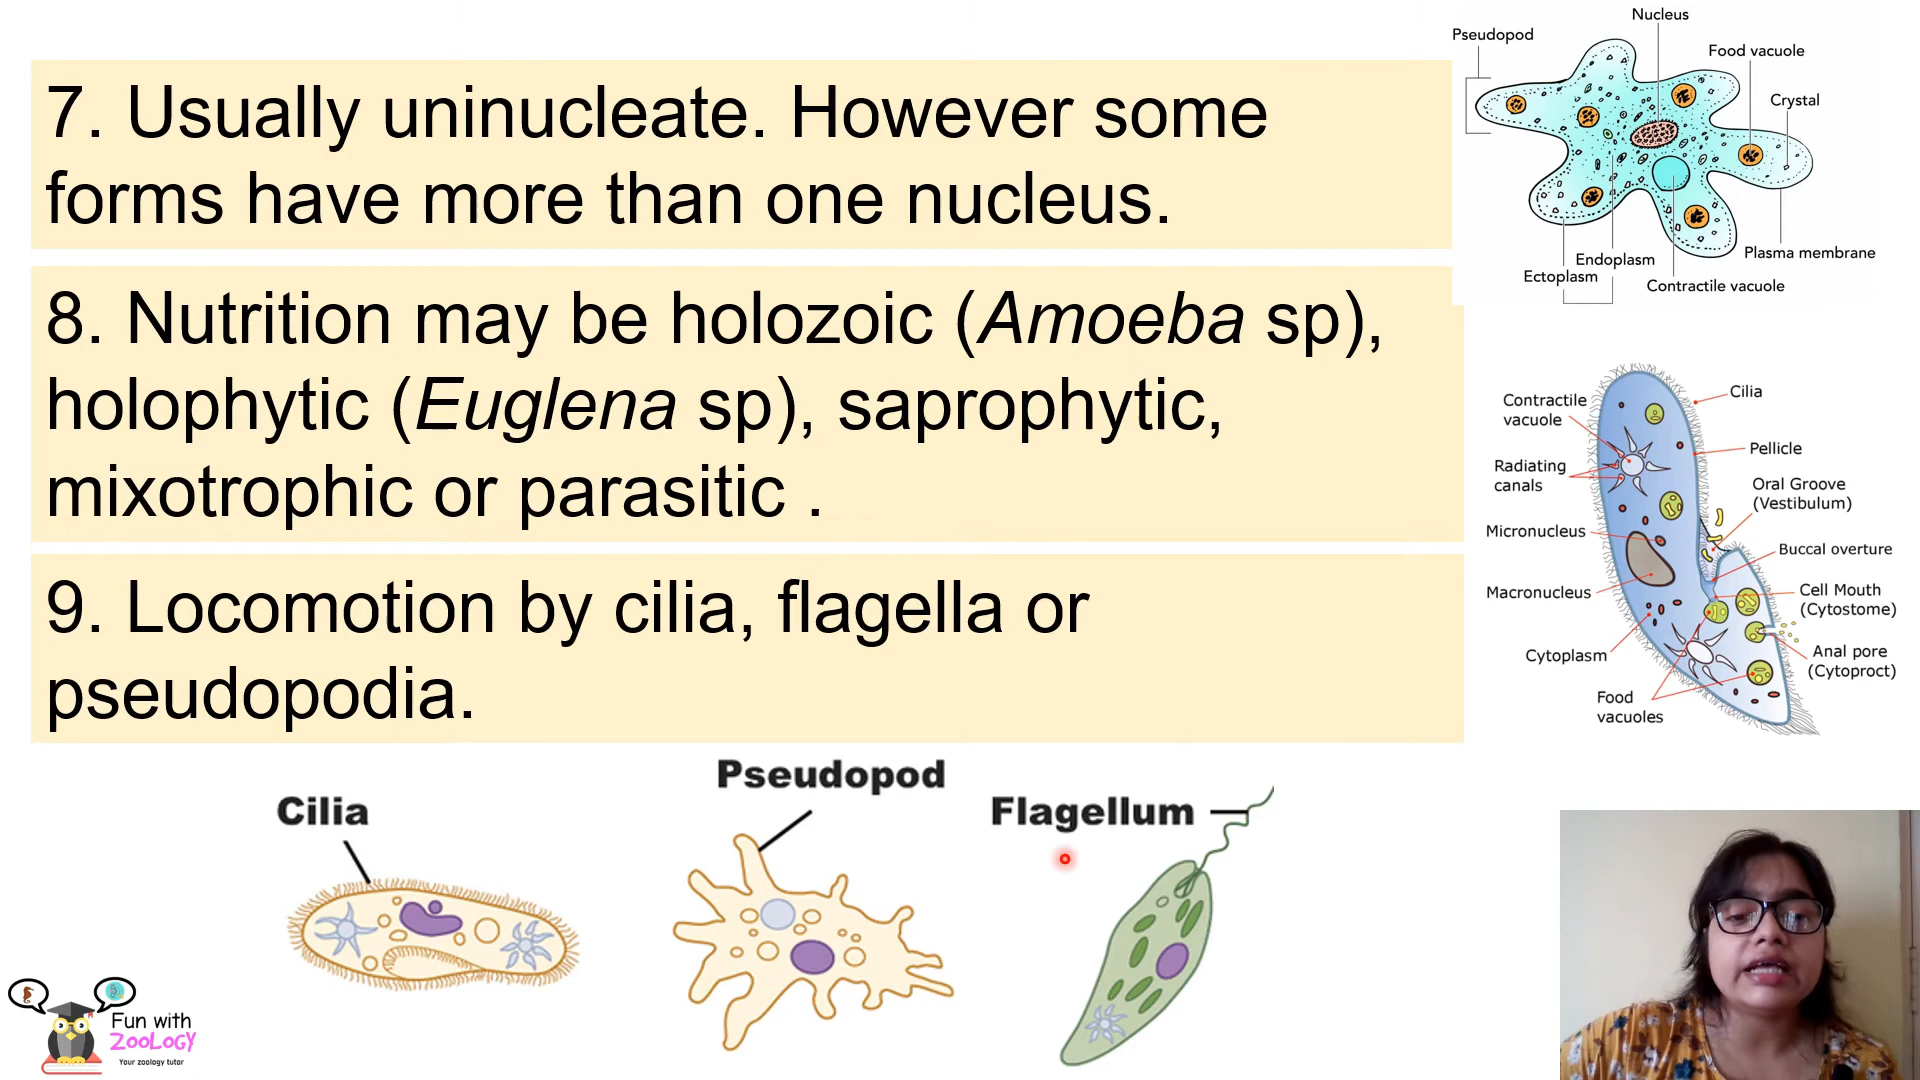 7. Usually uninucleate. However some
forms have more than one nucleus.
8. Nutrition may be holozoic (Amoeba sp),
holophytic (Euglena sp), saprophytic,
mixotrophic or parasitic .
9. Locomotion by cilia, flagella or
pseudopodia.
Nucleus
Pseudopod
Food vacuole
Crystal
Plasma membrane
Endoplasm
Ectoplasm
Contractile vacuole
Cilia
Contractile
vacuole
Pellicle
Radiating
canals
Oral Groove
(Vestibulum)
Micronucleus
Buccal overture
Macronucleus
Cell Mouth
(Cytostome)
Cytoplasm
Anal pore
(Cytoproct)
Food
vacuoles
Cilia
Pseudopod
Flagellum
Fun with
ZOOLOGY
Your zoology tutor